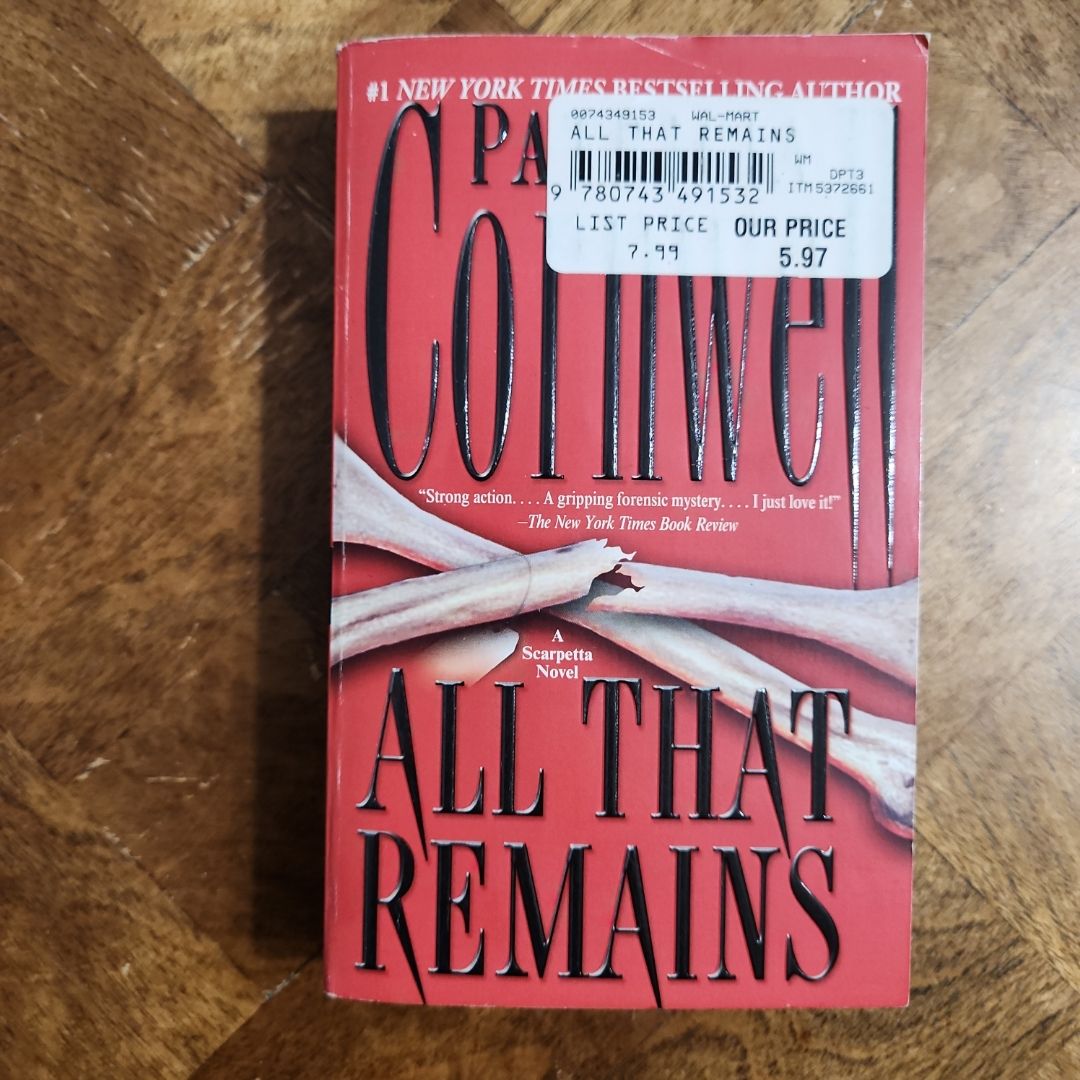 #1 NEW YORK TIMES BESTSELLING AUTHOR
0074349153 WAL-MART
ALL THAT REMAINS
WM
DPT3
ITM5372661
9 780743 491532
LIST PRICE OUR PRICE
7.99 5.97
PA
Cornwell
“Strong action. . . . A gripping forensic mystery. . . . I just love it!”
–The New York Times Book Review
A
Scarpetta
Novel
ALL THAT
REMAINS